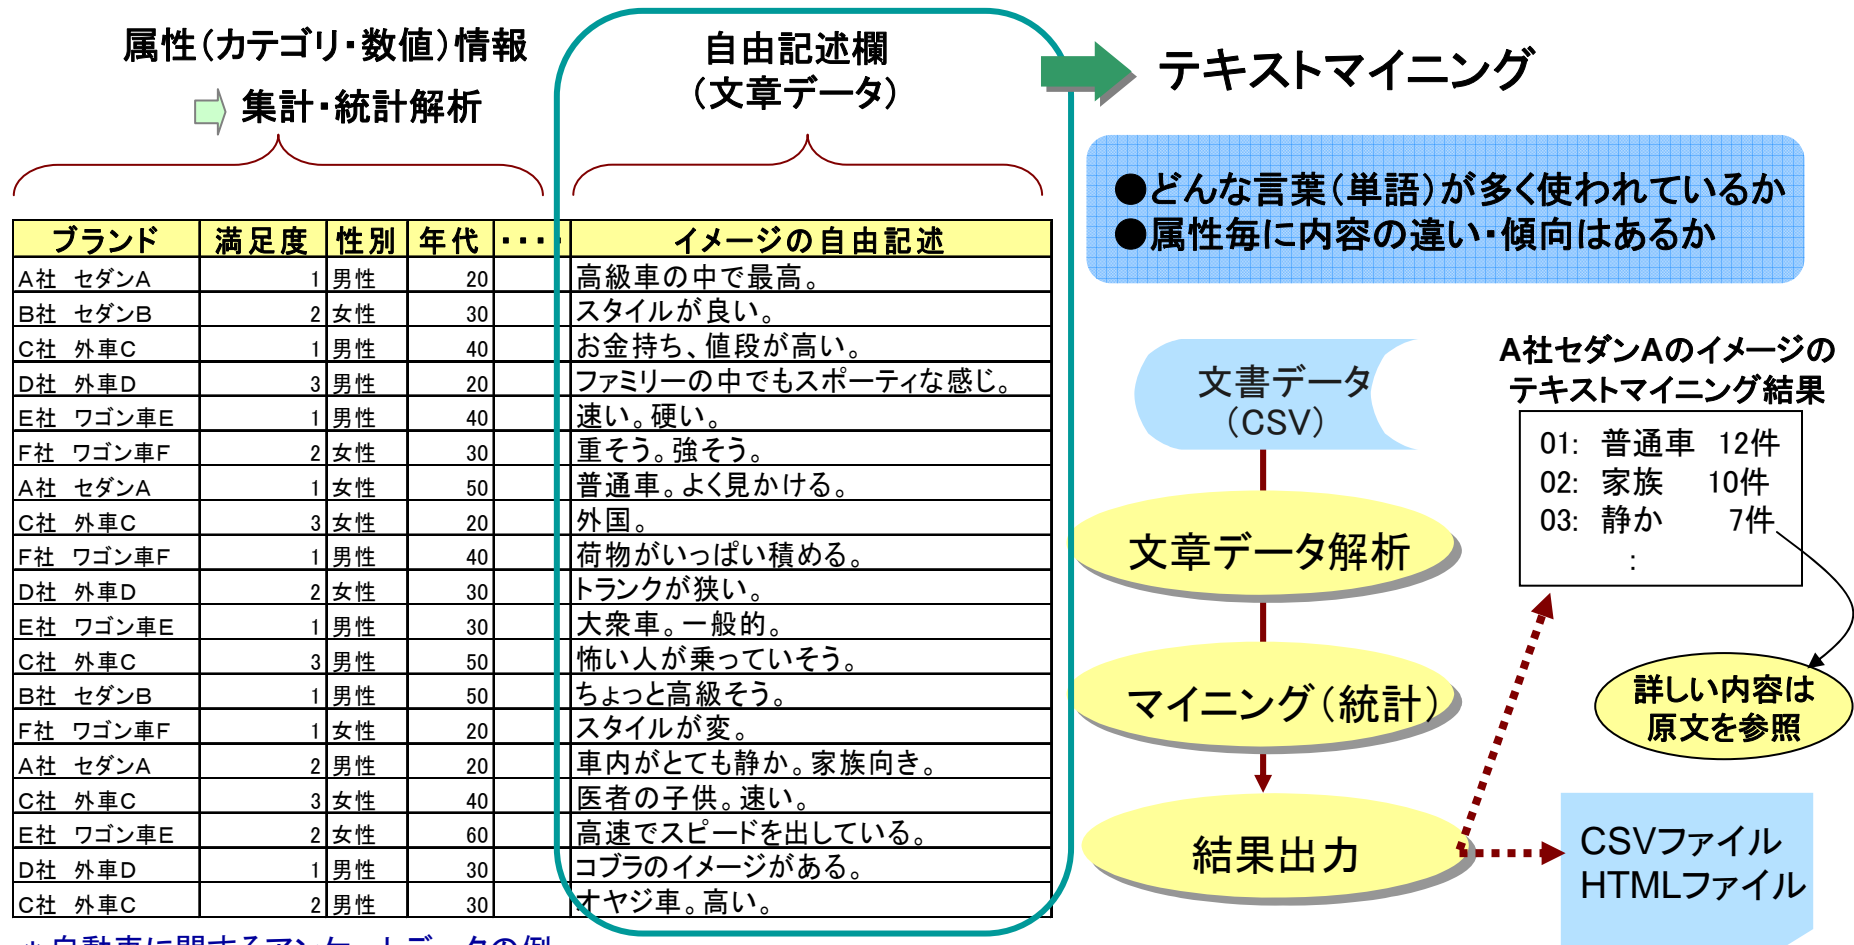 属性（カテゴリ・数値）情報
集計・統計解析
自由記述欄
（文章データ）
テキストマイニング
●どんな言葉（単語）が多く使われているか
●属性毎に内容の違い・傾向はあるか
ブランド 満足度 性別 年代 ・・・・ イメージの自由記述
A社 セダンA 1 男性 20 高級車の中で最高。
B社 セダンB 2 女性 30 スタイルが良い。
C社 外車C 1 男性 40 お金持ち、値段が高い。
D社 外車D 3 男性 20 ファミリーの中でもスポーティな感じ。
E社 ワゴン車E 1 男性 40 速い。硬い。
F社 ワゴン車F 2 女性 30 重そう。強そう。
A社 セダンA 1 女性 50 普通車。よく見かける。
C社 外車C 3 女性 20 外国。
F社 ワゴン車F 1 男性 40 荷物がいっぱい積める。
D社 外車D 2 女性 30 トランクが狭い。
E社 ワゴン車E 1 男性 30 大衆車。一般的。
C社 外車C 3 男性 50 怖い人が乗っていそう。
B社 セダンB 1 男性 50 ちょっと高級そう。
F社 ワゴン車F 1 女性 20 スタイルが変。
A社 セダンA 2 男性 20 車内がとても静か。家族向き。
C社 外車C 3 女性 40 医者の子供。速い。
E社 ワゴン車E 2 女性 60 高速でスピードを出している。
D社 外車D 1 男性 30 コブラのイメージがある。
C社 外車C 2 男性 30 オヤジ車。高い。
＊自動車に関するアンケートデータの例
文書データ
（CSV）
文章データ解析
マイニング（統計）
結果出力
A社セダンAのイメージの
テキストマイニング結果
01: 普通車 12件
02: 家族 10件
03: 静か 7件
:
詳しい内容は
原文を参照
CSVファイル
HTMLファイル